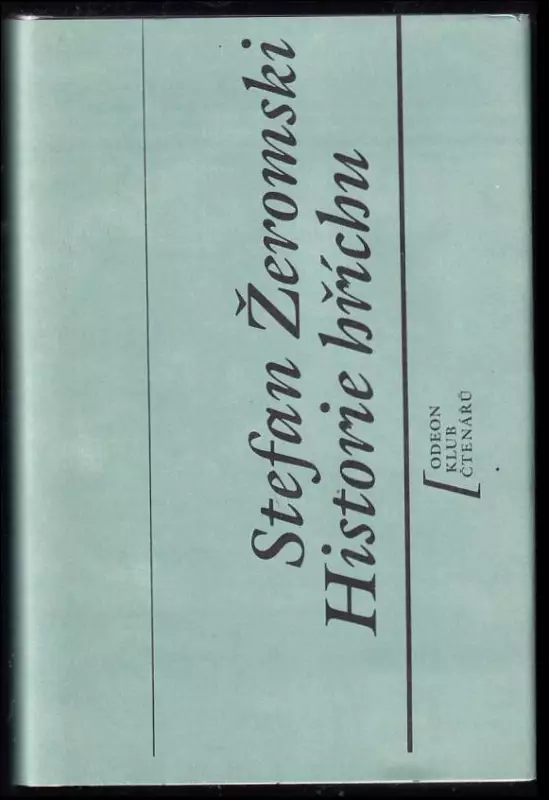 Stefan Žeromski
Historie hříchu
ODEON
KLUB
ČTENÁŘŮ